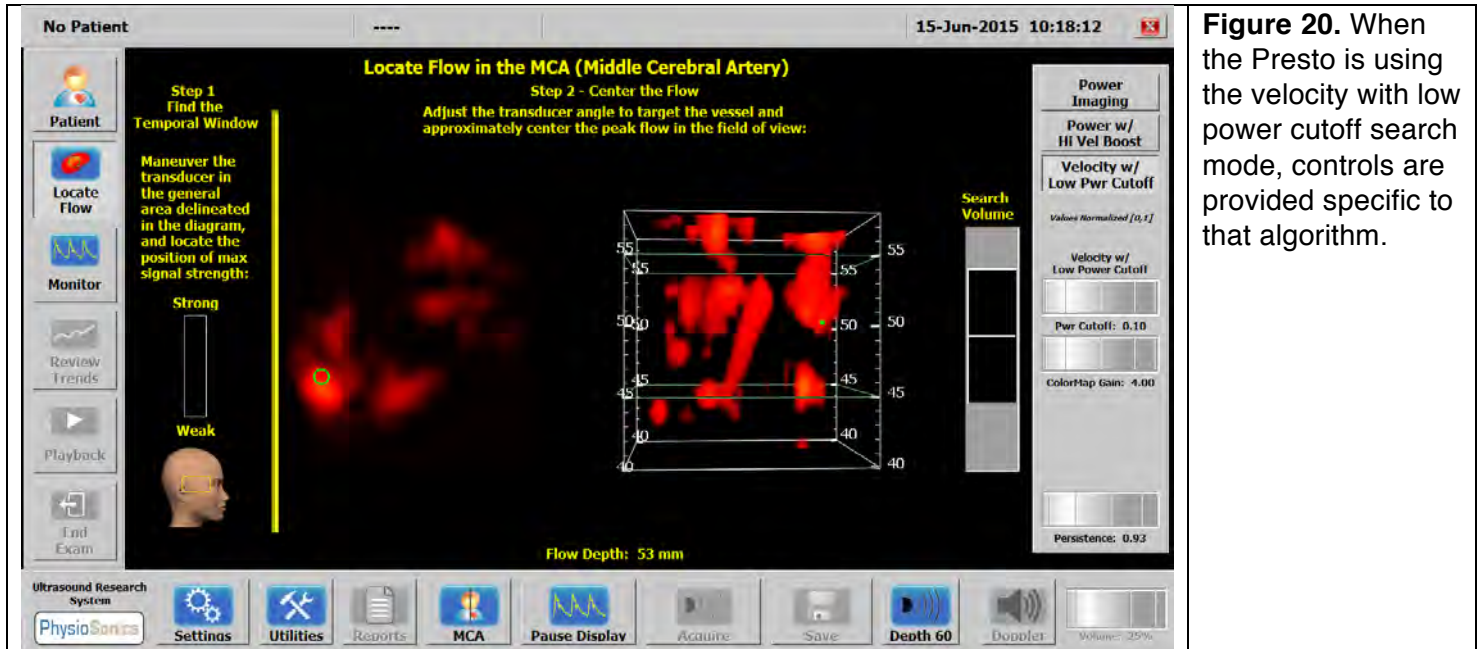 No Patient
----
15-Jun-2015 10:18:12
Patient
Locate
Flow
Monitor
Review
Trends
Playback
End
Exam
Locate Flow in the MCA (Middle Cerebral Artery)
Step 1
Find the
Temporal Window
Maneuver the
transducer in
the general
area delineated
in the diagram,
and locate the
position of max
signal strength:
Strong
Weak
Step 2 - Center the Flow
Adjust the transducer angle to target the vessel and
approximately center the peak flow in the field of view:
55
55
55
55
50
50
50
50
45
45
45
45
40
40
40
40
Flow Depth: 53 mm
Search
Volume
Power
Imaging
Power w/
Hi Vel Boost
Velocity w/
Low Pwr Cutoff
Values Normalized [0,1]
Velocity w/
Low Power Cutoff
Pwr Cutoff: 0.10
ColorMap Gain: 4.00
Persistence: 0.93
Ultrasound Research
System
PhysioSonics
Settings
Utilities
Reports
MCA
Pause Display
Acquire
Save
Depth 60
Doppler
Volume: 25%
Figure 20. When
the Presto is using
the velocity with low
power cutoff search
mode, controls are
provided specific to
that algorithm.